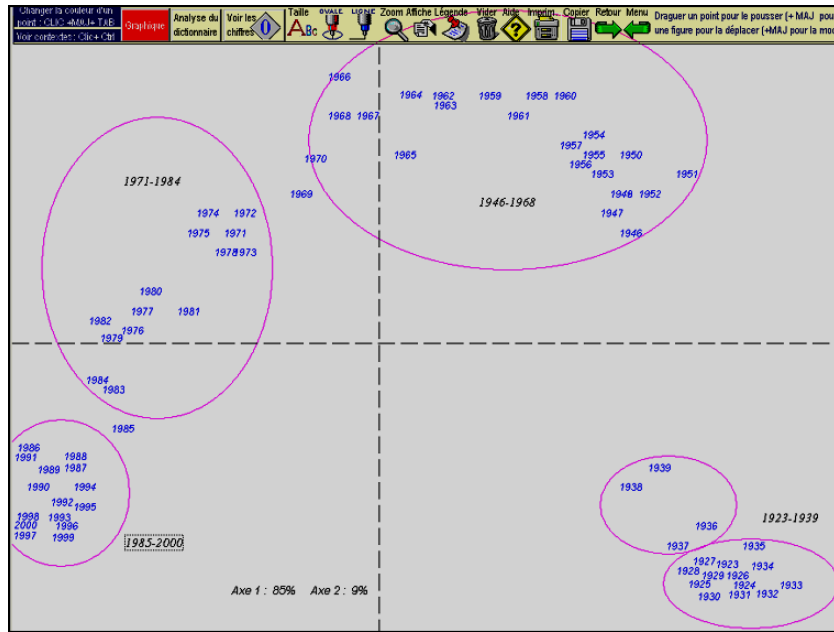 Changer la couleur d'un
point : CLIC +MAJ+ TAB
Voir contextes: Clic+ Ctrl
Graphique
Analyse du
dictionnaire
Voir les
chiffres
0
Taille
ABC
OVALE
LIGNE
Zoom
Affiche
Légende
Vider
Aide
Imprim.
Copier
Retour
Menu
Draguer un point pour le pousser (+ MAJ pou
une figure pour la déplacer (+MAJ pour la mod
1966
1964 1962 1959 1958 1960
1963
1968 1967 1961
1954
1957
1970 1965 1955 1950
1956
1953 1951
1971-1984
1969 1948 1952
1946-1968
1974 1972 1947
1975 1971 1946
1978 1973
1980
1977 1981
1982
1976
1979
1984
1983
1985
1986
1991 1988
1989 1987 1939
1990 1994 1938
1992
1995
1998 1993 1923-1939
2000 1996 1936
1997 1999
1985-2000 1937 1935
1927 1923 1934
1928 1929 1926
1925 1924 1933
1930 1931 1932
Axe 1 : 85% Axe 2 : 9%